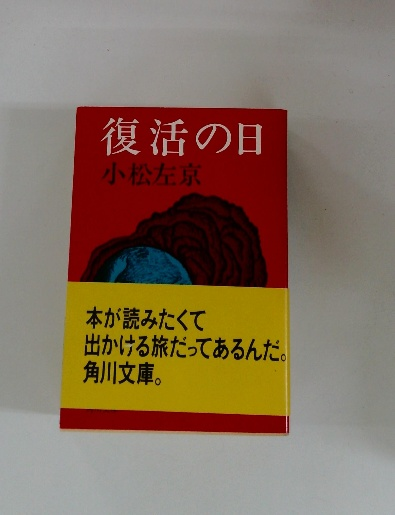 復活の日
小松左京
本が読みたくて
出かける旅だってあるんだ。
角川文庫。